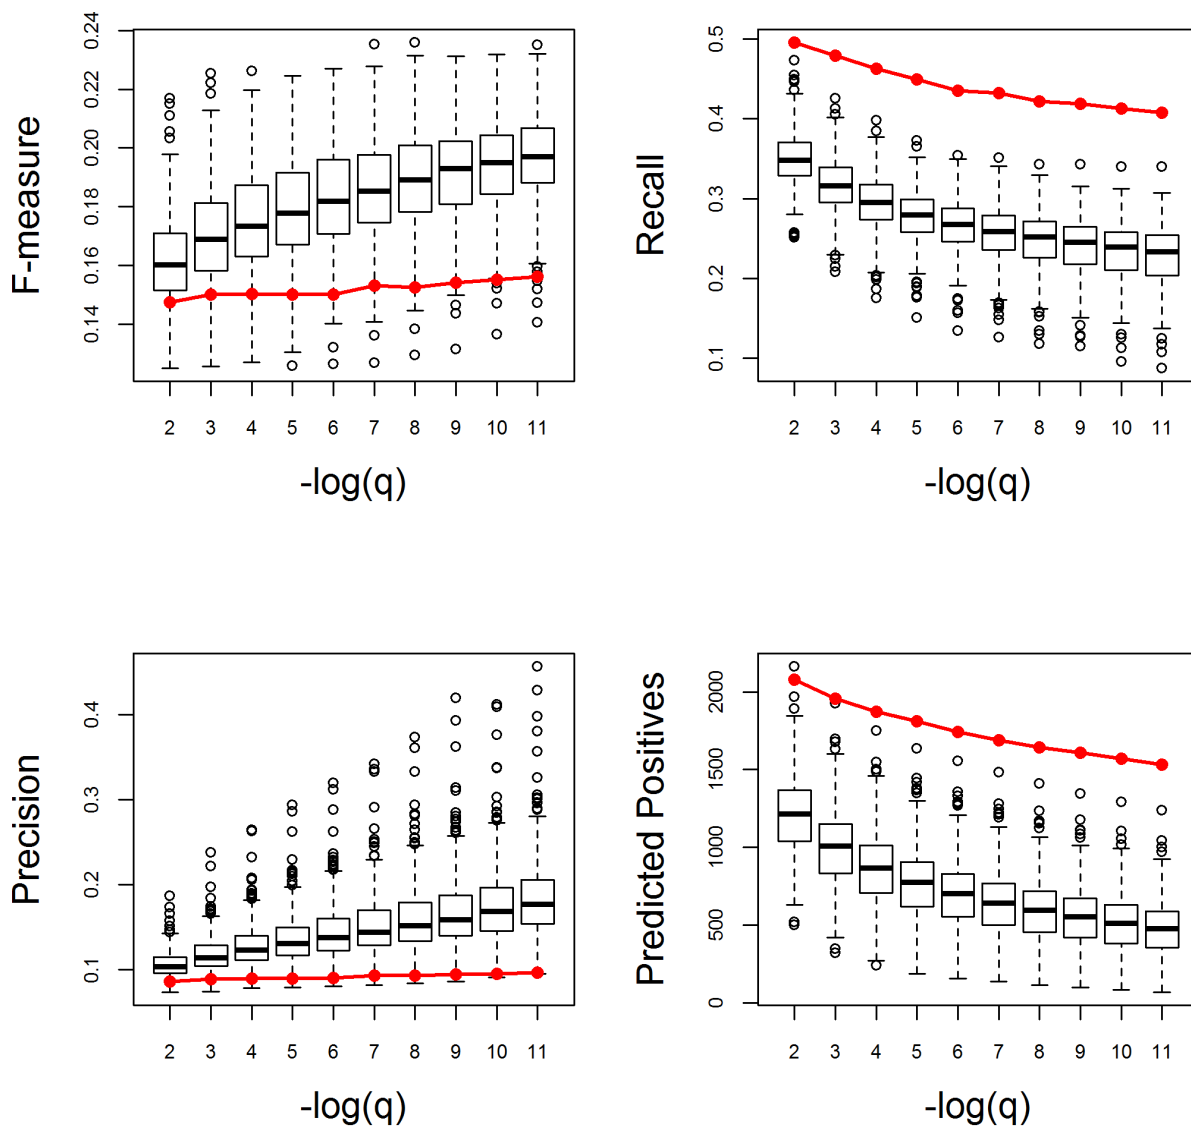 F-measure
0.14 0.16 0.18 0.20 0.22 0.24
2 3 4 5 6 7 8 9 10 11
-log(q)
Recall
0.1 0.2 0.3 0.4 0.5
2 3 4 5 6 7 8 9 10 11
-log(q)
Precision
0.1 0.2 0.3 0.4
2 3 4 5 6 7 8 9 10 11
-log(q)
Predicted Positives
0 500 1000 1500 2000
2 3 4 5 6 7 8 9 10 11
-log(q)